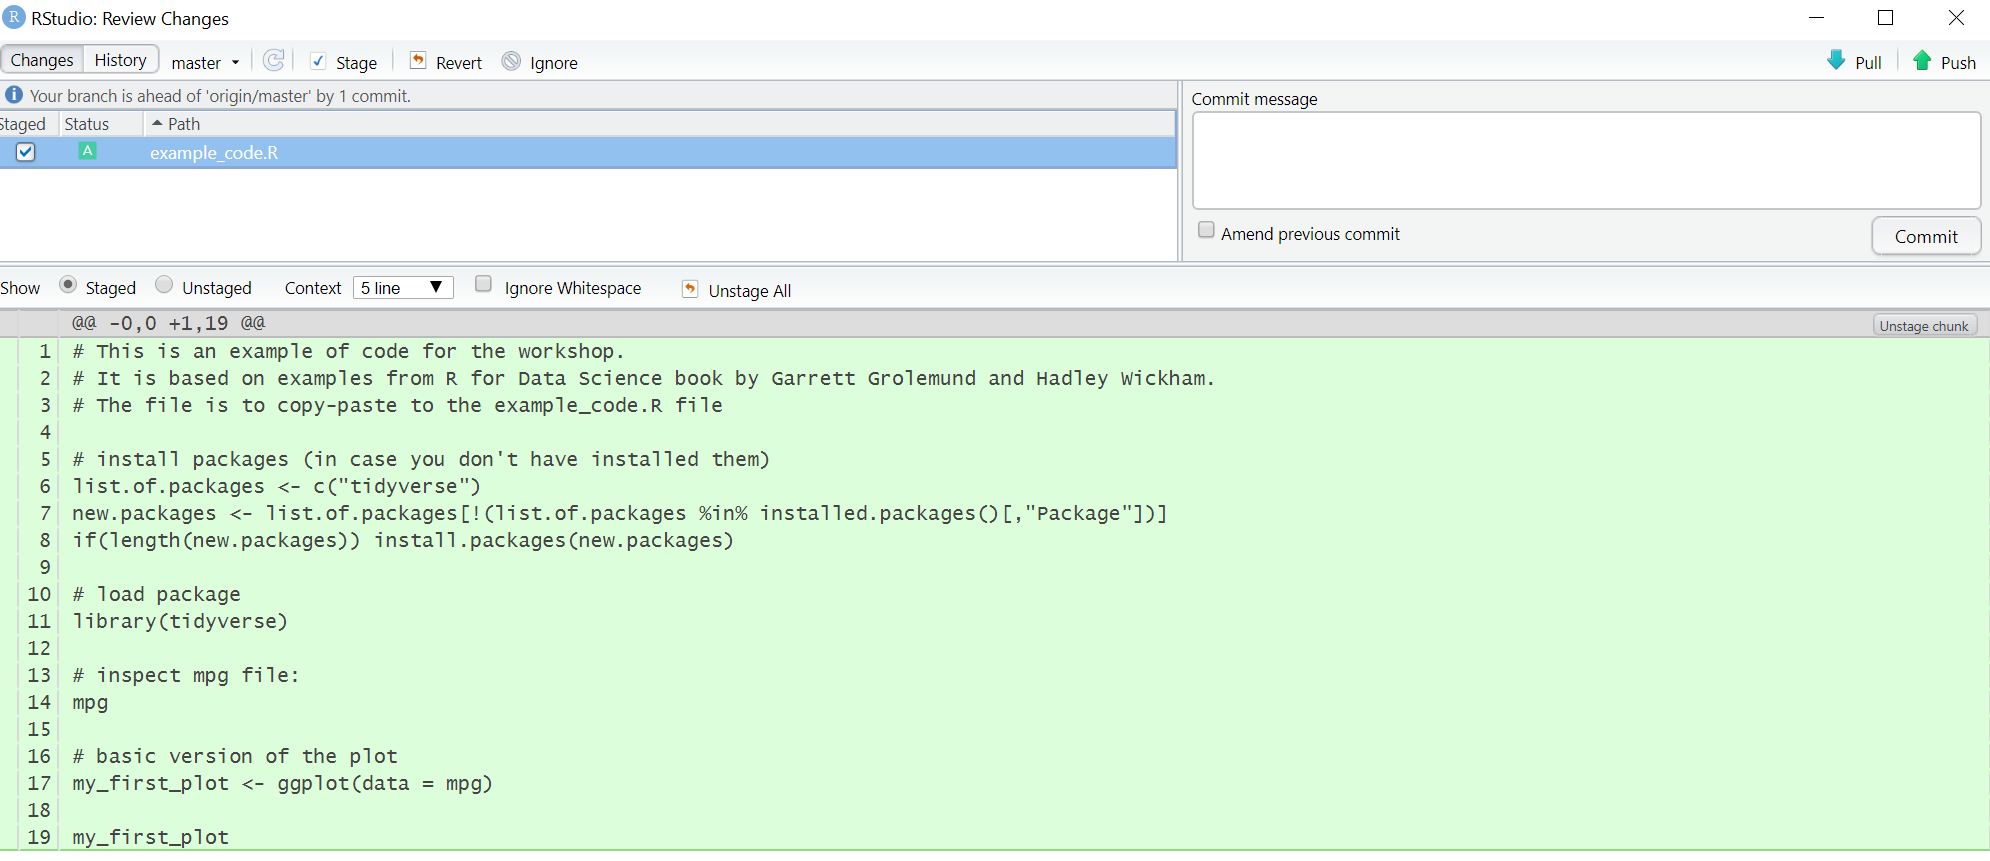 R RStudio: Review Changes
Changes History master Stage Revert Ignore Pull Push
Your branch is ahead of 'origin/master' by 1 commit.
Commit message
Staged Status Path
A example_code.R
Amend previous commit
Commit
Show Staged Unstaged Context 5 line Ignore Whitespace Unstage All
@@ -0,0 +1,19 @@ Unstage chunk
1 # This is an example of code for the workshop.
2 # It is based on examples from R for Data Science book by Garrett Grolemund and Hadley Wickham.
3 # The file is to copy-paste to the example_code.R file
4
5 # install packages (in case you don't have installed them)
6 list.of.packages <- c("tidyverse")
7 new.packages <- list.of.packages[!(list.of.packages %in% installed.packages()[,"Package"])]
8 if(length(new.packages)) install.packages(new.packages)
9
10 # load package
11 library(tidyverse)
12
13 # inspect mpg file:
14 mpg
15
16 # basic version of the plot
17 my_first_plot <- ggplot(data = mpg)
18
19 my_first_plot